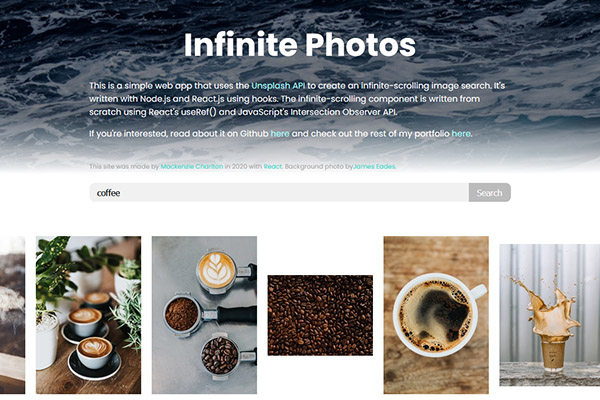 Infinite Photos
This is a simple web app that uses the Unsplash API to create an infinite-scrolling image search. It's
written with Node.js and React.js using hooks. The infinite-scrolling component is written from
scratch using React's useRef() and JavaScript's Intersection Observer API.
If you're interested, read about it on Github here and check out the rest of my portfolio here.
This site was made by Mackenzie Charlton in 2020 with React. Background photo byJames Eades.
coffee
Search